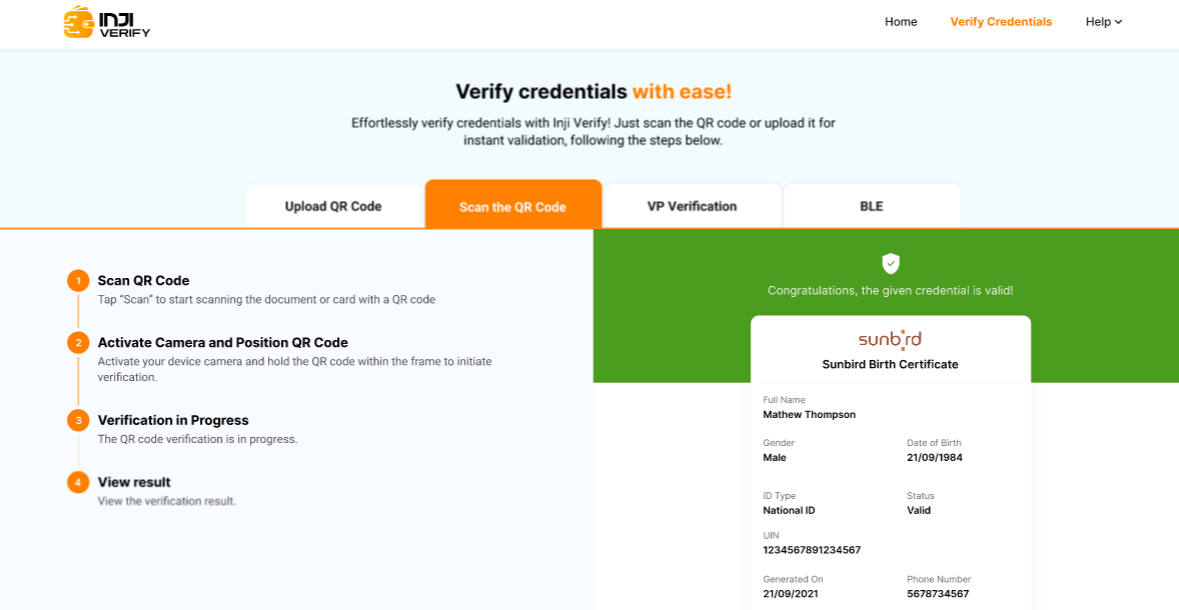 INJI
VERIFY
Home
Verify Credentials
Help
Verify credentials with ease!
Effortlessly verify credentials with Inji Verify! Just scan the QR code or upload it for
instant validation, following the steps below.
Upload QR Code
Scan the QR Code
VP Verification
BLE
1
Scan QR Code
Tap “Scan” to start scanning the document or card with a QR code
2
Activate Camera and Position QR Code
Activate your device camera and hold the QR code within the frame to initiate
verification.
3
Verification in Progress
The QR code verification is in progress.
4
View result
View the verification result.
Congratulations, the given credential is valid!
sunbird
Sunbird Birth Certificate
Full Name
Mathew Thompson
Gender
Male
Date of Birth
21/09/1984
ID Type
National ID
Status
Valid
UIN
1234567891234567
Generated On
21/09/2021
Phone Number
5678734567